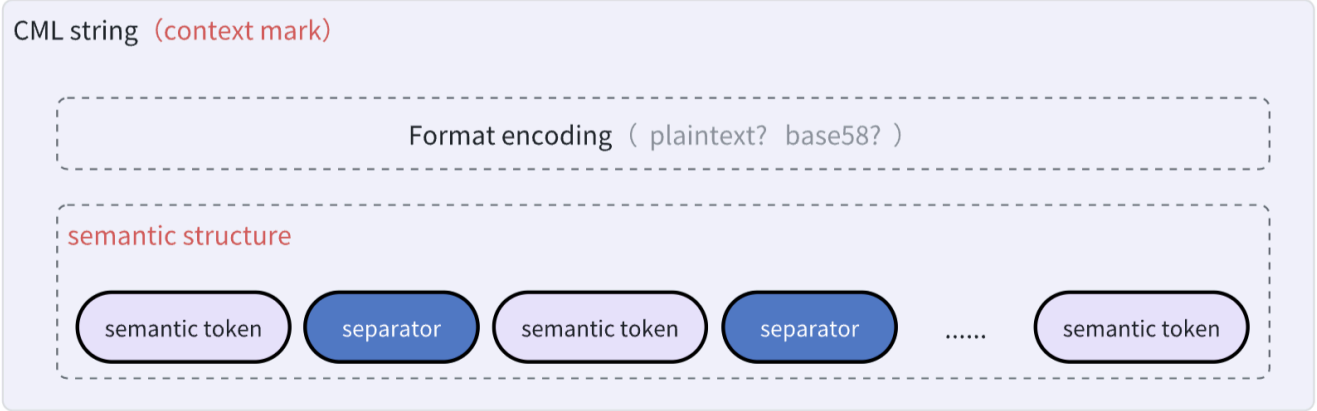 CML string（context mark）
Format encoding（ plaintext? base58? ）
semantic structure
semantic token separator semantic token separator ...... semantic token